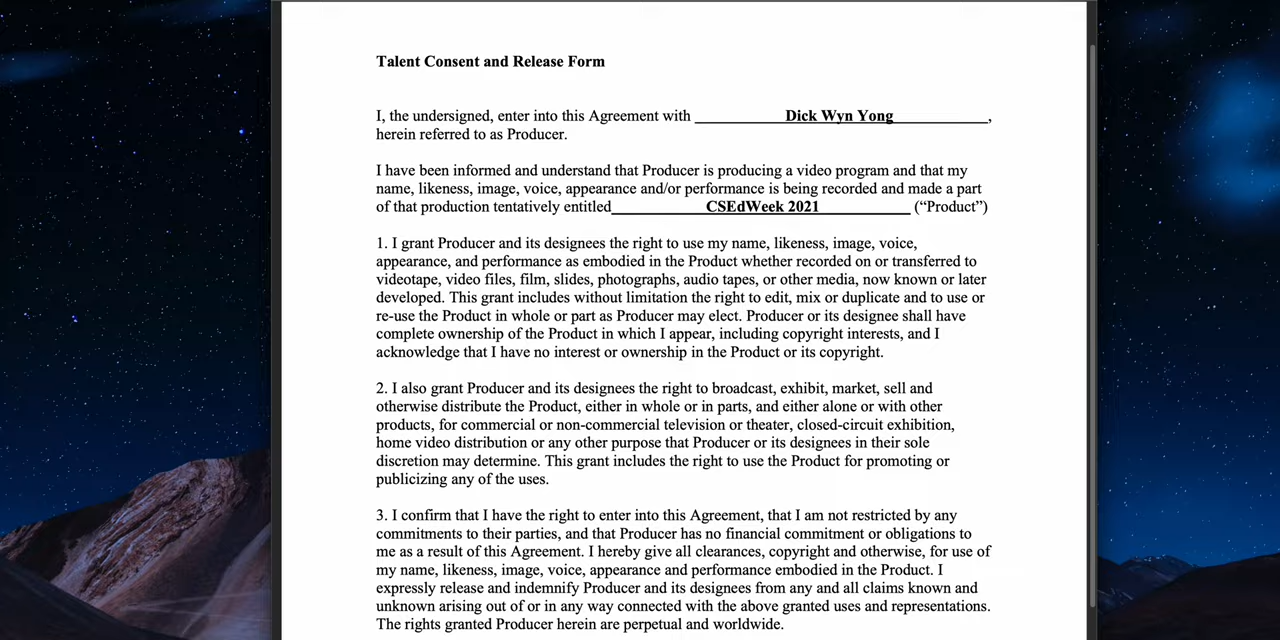 Talent Consent and Release Form
I, the undersigned, enter into this Agreement with Dick Wyn Yong,
herein referred to as Producer.
I have been informed and understand that Producer is producing a video program and that my
name, likeness, image, voice, appearance and/or performance is being recorded and made a part
of that production tentatively entitled CSEdWeek 2021 (“Product”)
1. I grant Producer and its designees the right to use my name, likeness, image, voice,
appearance, and performance as embodied in the Product whether recorded on or transferred to
videotape, video files, film, slides, photographs, audio tapes, or other media, now known or later
developed. This grant includes without limitation the right to edit, mix or duplicate and to use or
re-use the Product in whole or part as Producer may elect. Producer or its designee shall have
complete ownership of the Product in which I appear, including copyright interests, and I
acknowledge that I have no interest or ownership in the Product or its copyright.
2. I also grant Producer and its designees the right to broadcast, exhibit, market, sell and
otherwise distribute the Product, either in whole or in parts, and either alone or with other
products, for commercial or non-commercial television or theater, closed-circuit exhibition,
home video distribution or any other purpose that Producer or its designees in their sole
discretion may determine. This grant includes the right to use the Product for promoting or
publicizing any of the uses.
3. I confirm that I have the right to enter into this Agreement, that I am not restricted by any
commitments to their parties, and that Producer has no financial commitment or obligations to
me as a result of this Agreement. I hereby give all clearances, copyright and otherwise, for use of
my name, likeness, image, voice, appearance and performance embodied in the Product. I
expressly release and indemnify Producer and its designees from any and all claims known and
unknown arising out of or in any way connected with the above granted uses and representations.
The rights granted Producer herein are perpetual and worldwide.